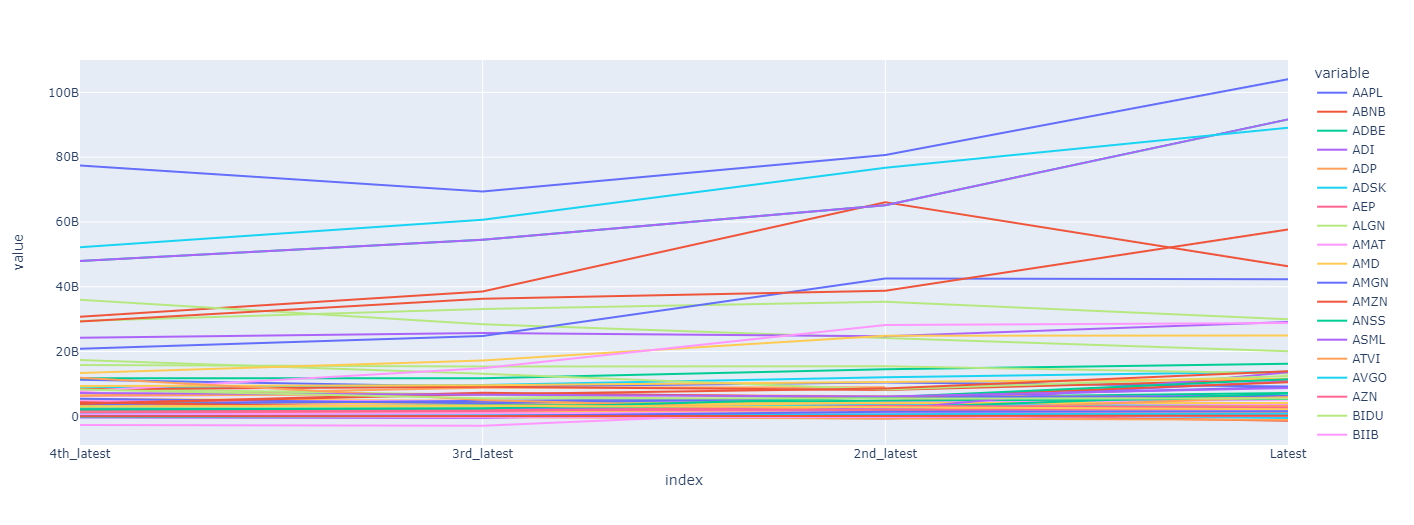 variable
AAPL
ABNB
ADBE
ADI
ADP
ADSK
AEP
ALGN
AMAT
AMD
AMGN
AMZN
ANSS
ASML
ATVI
AVGO
AZN
BIDU
BIIB
value
100B
80B
60B
40B
20B
0
4th_latest 3rd_latest 2nd_latest Latest
index